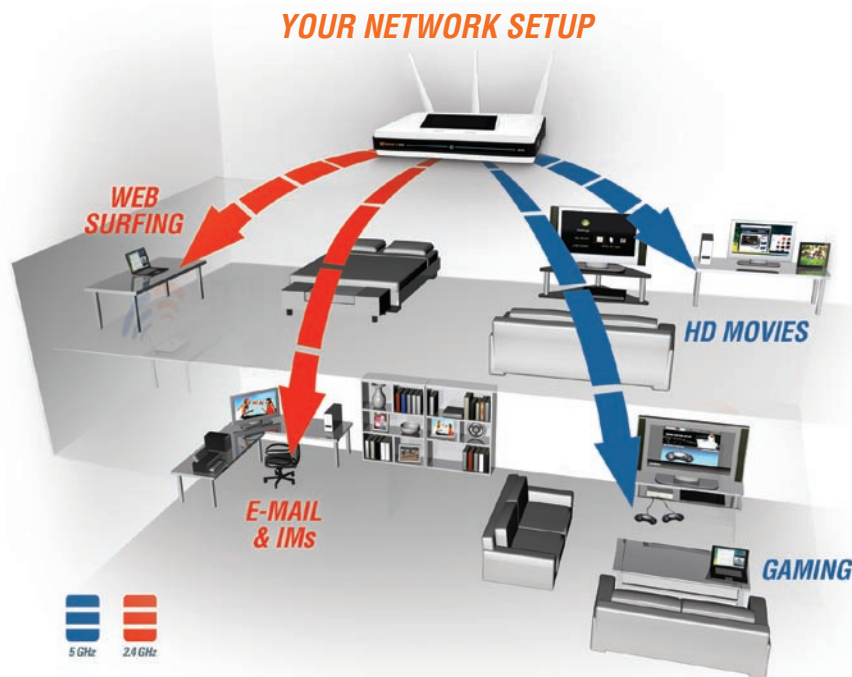 YOUR NETWORK SETUP
WEB
SURFING
HD MOVIES
E-MAIL
& IMs
GAMING
5 GHz
2.4 GHz